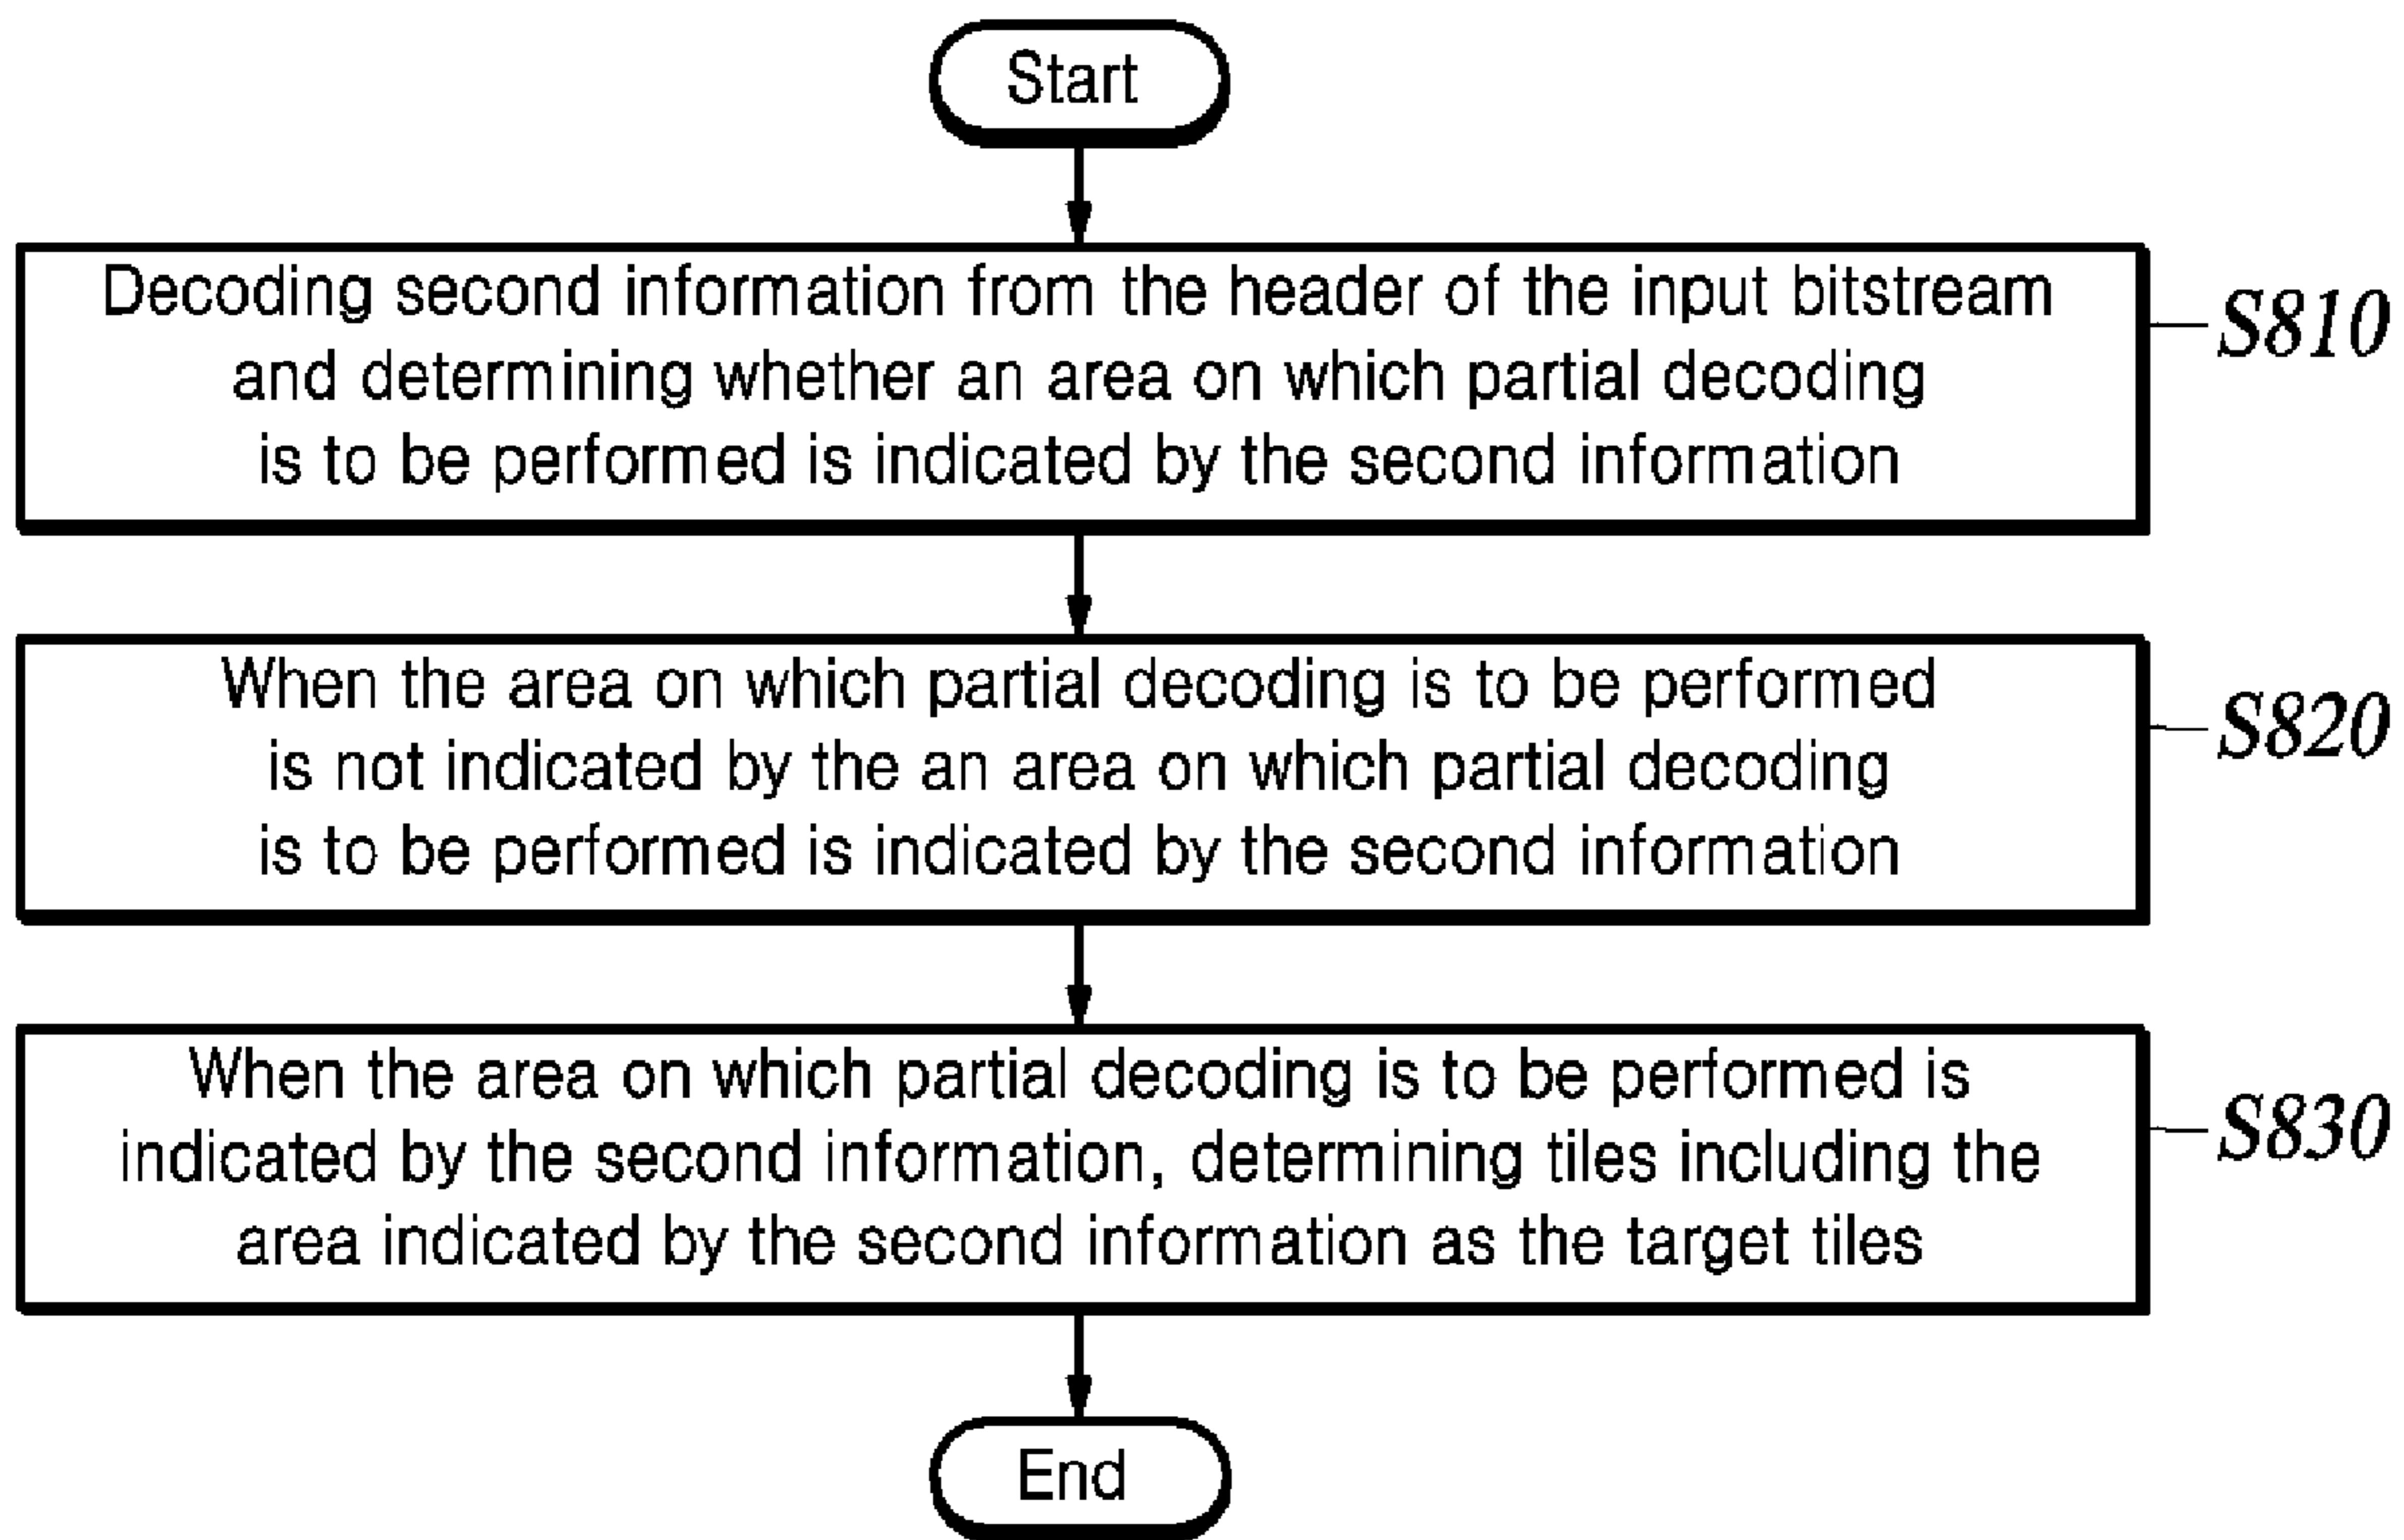 Start
Decoding second information from the header of the input bitstream
and determining whether an area on which partial decoding
is to be performed is indicated by the second information
S810
When the area on which partial decoding is to be performed
is not indicated by the an area on which partial decoding
is to be performed is indicated by the second information
S820
When the area on which partial decoding is to be performed is
indicated by the second information, determining tiles including the
area indicated by the second information as the target tiles
S830
End